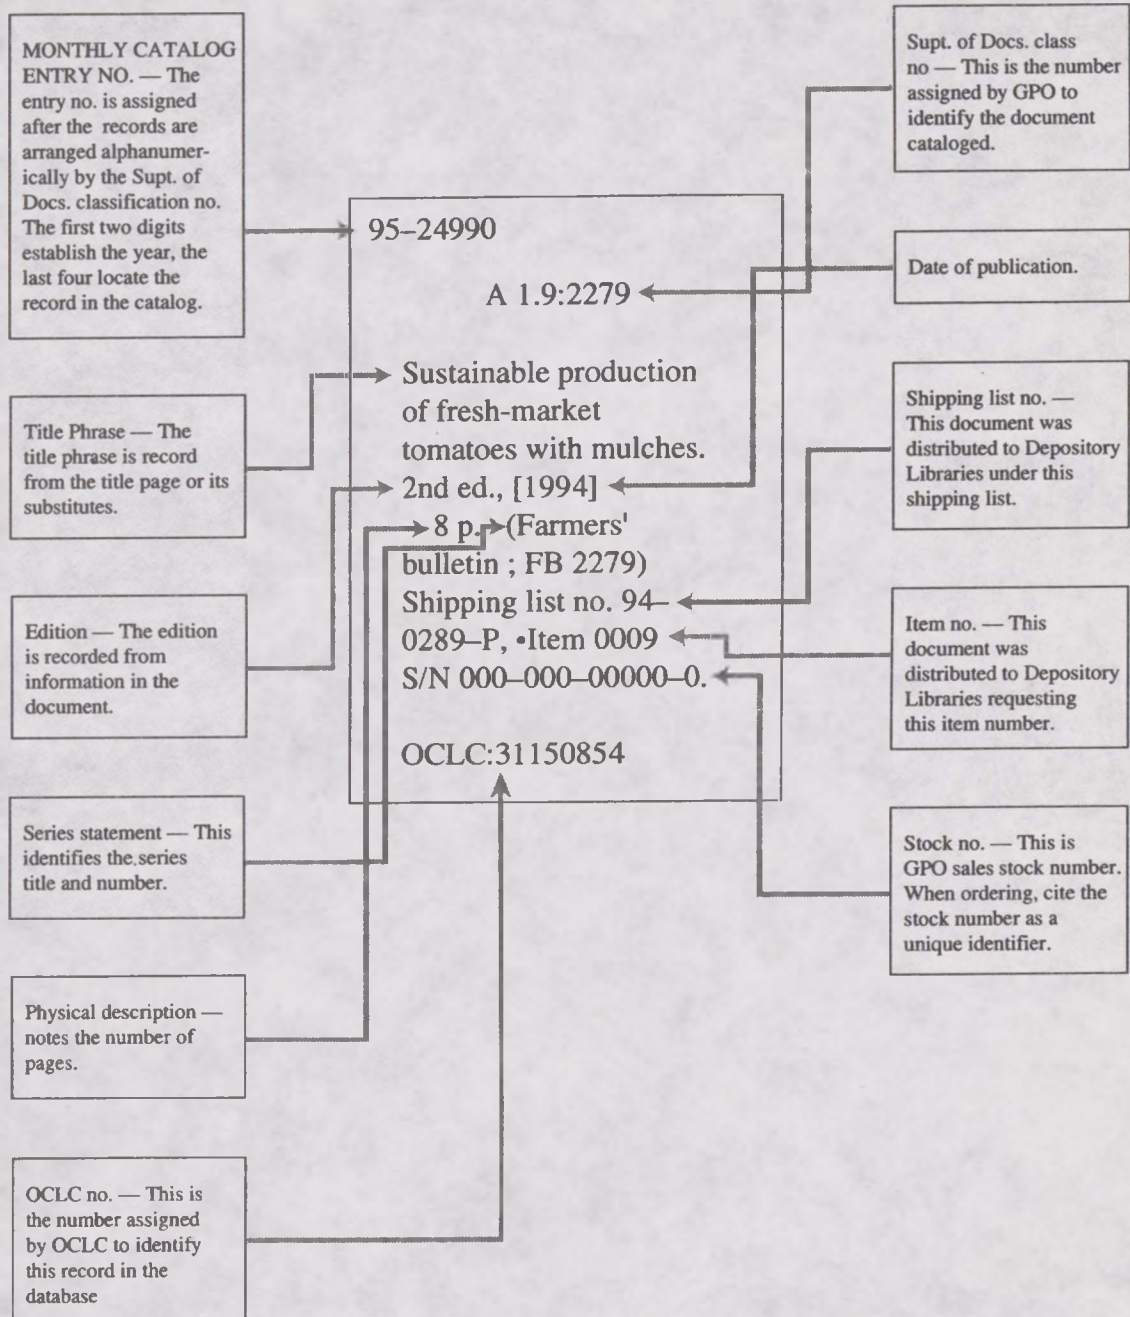 MONTHLY CATALOG
ENTRY NO. — The
entry no. is assigned
after the records are
arranged alphanumer-
ically by the Supt. of
Docs. classification no.
The first two digits
establish the year, the
last four locate the
record in the catalog.
Title Phrase — The
title phrase is record
from the title page or its
substitutes.
Edition — The edition
is recorded from
information in the
document.
Series statement — This
identifies the series
title and number.
Physical description —
notes the number of
pages.
OCLC no. — This is
the number assigned
by OCLC to identify
this record in the
database
95–24990
A 1.9:2279
Sustainable production
of fresh-market
tomatoes with mulches.
2nd ed., [1994]
8 p. (Farmers'
bulletin ; FB 2279)
Shipping list no. 94–
0289–P, •Item 0009
S/N 000–000–00000–0.
OCLC:31150854
Supt. of Docs. class
no — This is the number
assigned by GPO to
identify the document
cataloged.
Date of publication.
Shipping list no. —
This document was
distributed to Depository
Libraries under this
shipping list.
Item no. — This
document was
distributed to Depository
Libraries requesting
this item number.
Stock no. — This is
GPO sales stock number.
When ordering, cite the
stock number as a
unique identifier.